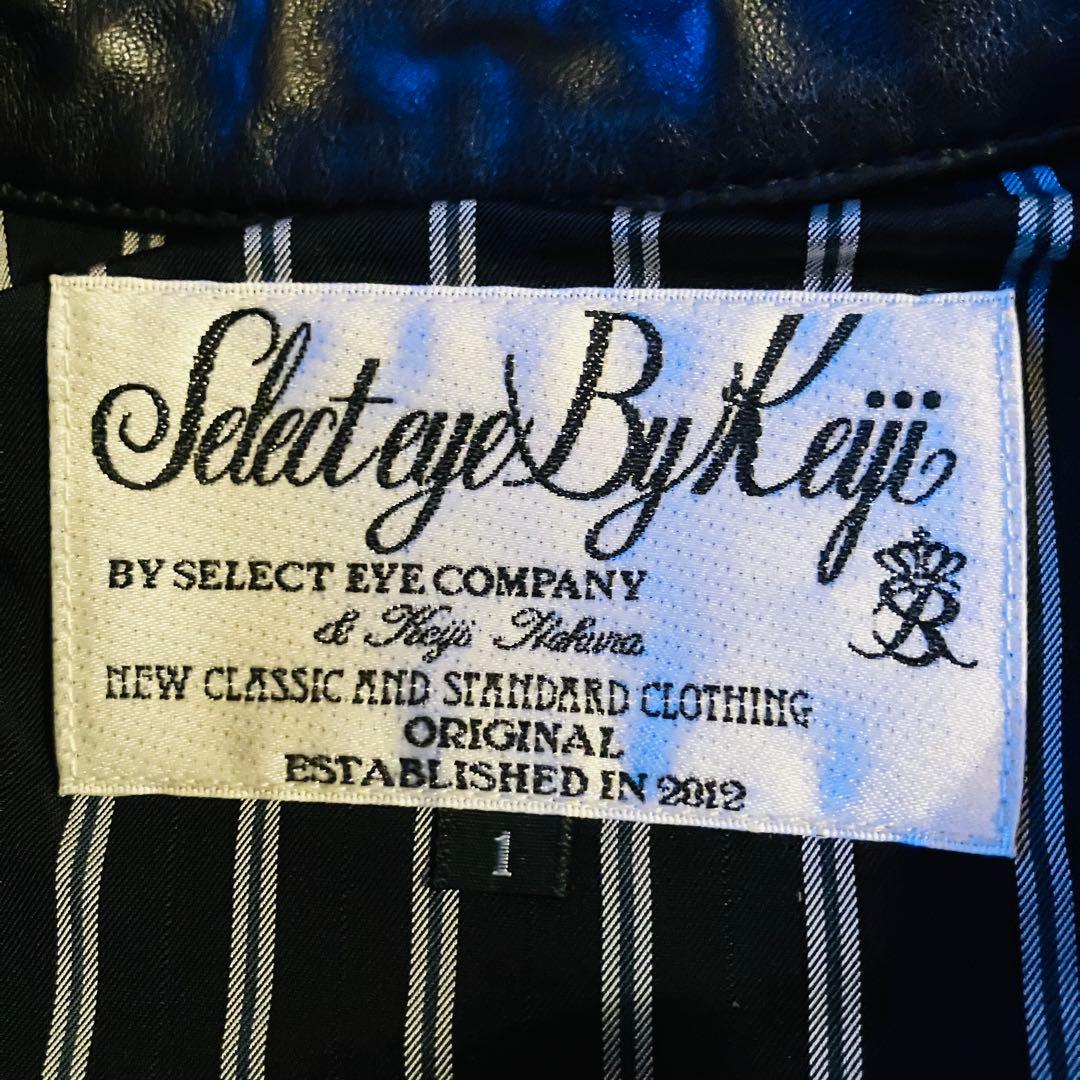 Select eye By Keiji
BY SELECT EYE COMPANY
& Keiji
NEW CLASSIC AND STANDARD CLOTHING
ORIGINAL
ESTABLISHED IN 2012
1